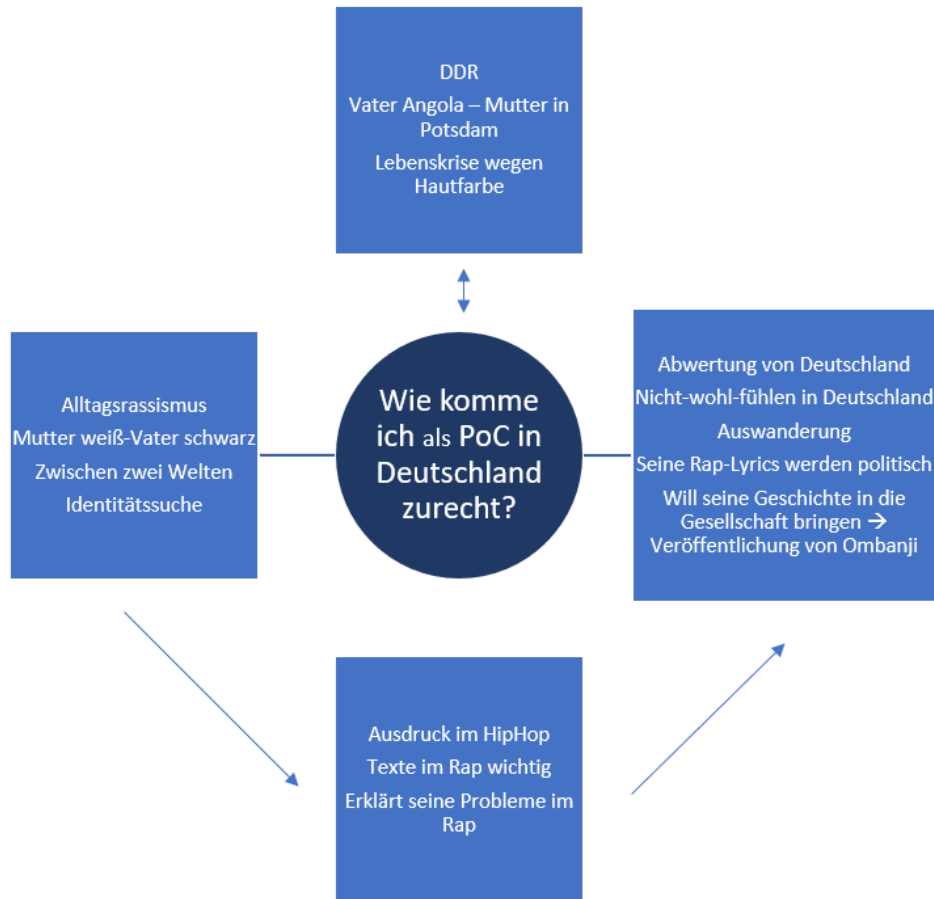 DDR
Vater Angola – Mutter in
Potsdam
Lebenskrise wegen
Hautfarbe
Alltagsrassismus
Mutter weiß-Vater schwarz
Zwischen zwei Welten
Identitätssuche
Wie komme
ich als PoC in
Deutschland
zurecht?
Abwertung von Deutschland
Nicht-wohl-fühlen in Deutschland
Auswanderung
Seine Rap-Lyrics werden politisch
Will seine Geschichte in die
Gesellschaft bringen →
Veröffentlichung von Ombanji
Ausdruck im HipHop
Texte im Rap wichtig
Erklärt seine Probleme im
Rap